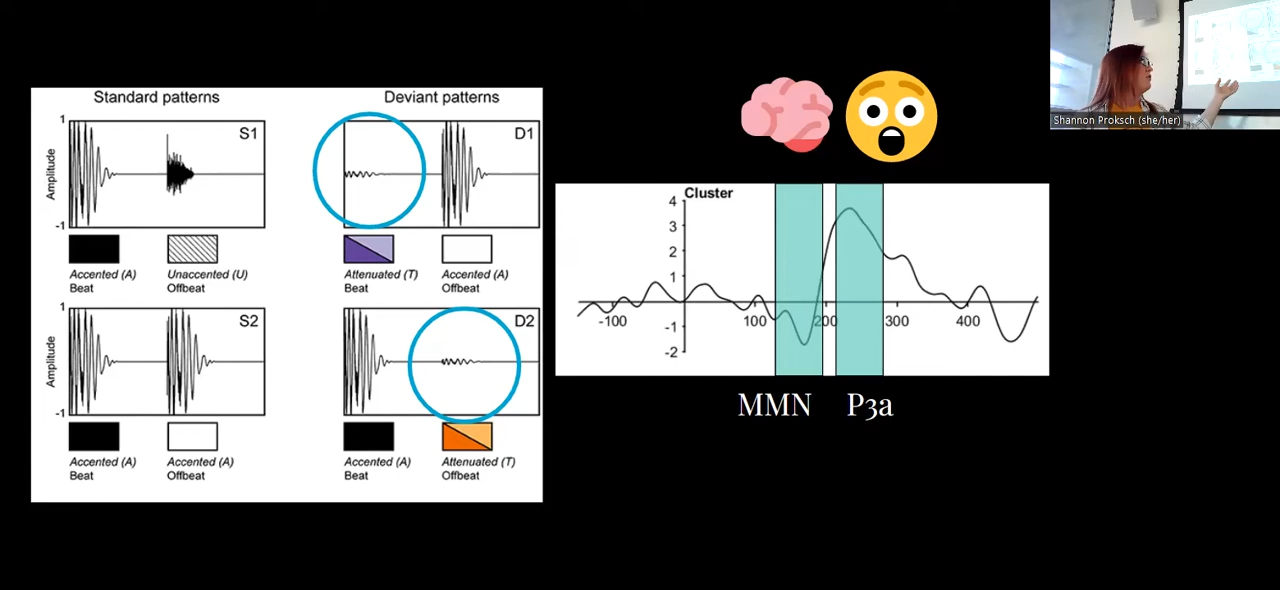 Standard patterns
Deviant patterns
1
S1
D1
Amplitude
-1
Accented (A)
Beat
Unaccented (U)
Offbeat
Attenuated (T)
Beat
Accented (A)
Offbeat
1
S2
D2
Amplitude
-1
Accented (A)
Beat
Accented (A)
Offbeat
Accented (A)
Beat
Attenuated (T)
Offbeat
Cluster
4
3
2
1
-1
-2
-100
100
200
300
400
MMN
P3a
Shannon Proksch (she/her)